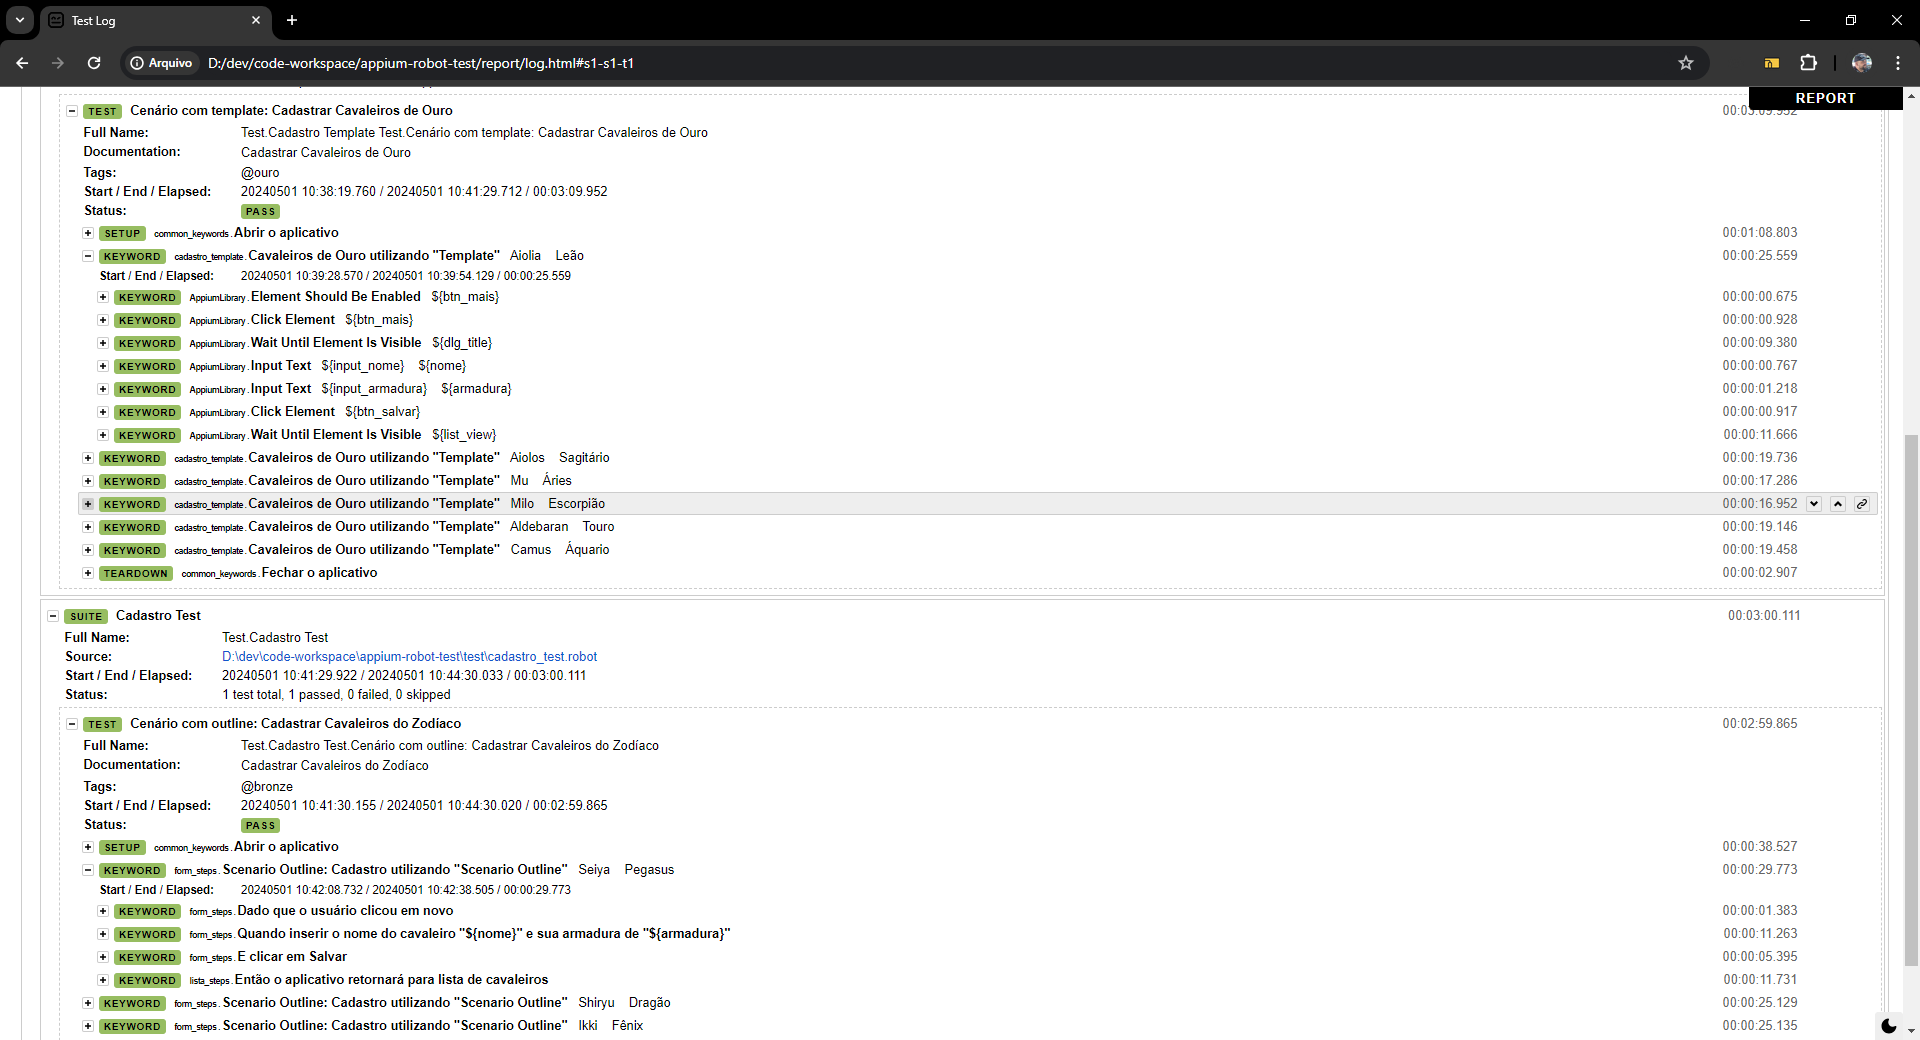 Test Log
Arquivo D:/dev/code-workspace/appium-robot-test/report/log.html#s1-s1-t1
REPORT
TEST Cenário com template: Cadastrar Cavaleiros de Ouro 00:03:09.952
Full Name: Test.Cadastro Template Test.Cenário com template: Cadastrar Cavaleiros de Ouro
Documentation: Cadastrar Cavaleiros de Ouro
Tags: @ouro
Start / End / Elapsed: 20240501 10:38:19.760 / 20240501 10:41:29.712 / 00:03:09.952
Status: PASS
SETUP common_keywords.Abrir o aplicativo 00:01:08.803
KEYWORD cadastro_template.Cavaleiros de Ouro utilizando "Template" Aiolia Leão 00:00:25.559
Start / End / Elapsed: 20240501 10:39:28.570 / 20240501 10:39:54.129 / 00:00:25.559
KEYWORD AppiumLibrary.Element Should Be Enabled ${btn_mais} 00:00:00.675
KEYWORD AppiumLibrary.Click Element ${btn_mais} 00:00:00.928
KEYWORD AppiumLibrary.Wait Until Element Is Visible ${dlg_title} 00:00:09.380
KEYWORD AppiumLibrary.Input Text ${input_nome} ${nome} 00:00:00.767
KEYWORD AppiumLibrary.Input Text ${input_armadura} ${armadura} 00:00:01.218
KEYWORD AppiumLibrary.Click Element ${btn_salvar} 00:00:00.917
KEYWORD AppiumLibrary.Wait Until Element Is Visible ${list_view} 00:00:11.666
KEYWORD cadastro_template.Cavaleiros de Ouro utilizando "Template" Aiolos Sagitário 00:00:19.736
KEYWORD cadastro_template.Cavaleiros de Ouro utilizando "Template" Mu Áries 00:00:17.286
KEYWORD cadastro_template.Cavaleiros de Ouro utilizando "Template" Milo Escorpião 00:00:16.952
KEYWORD cadastro_template.Cavaleiros de Ouro utilizando "Template" Aldebaran Touro 00:00:19.146
KEYWORD cadastro_template.Cavaleiros de Ouro utilizando "Template" Camus Áquario 00:00:19.458
TEARDOWN common_keywords.Fechar o aplicativo 00:00:02.907
SUITE Cadastro Test 00:03:00.111
Full Name: Test.Cadastro Test
Source: D:\dev\code-workspace\appium-robot-test\test\cadastro_test.robot
Start / End / Elapsed: 20240501 10:41:29.922 / 20240501 10:44:30.033 / 00:03:00.111
Status: 1 test total, 1 passed, 0 failed, 0 skipped
TEST Cenário com outline: Cadastrar Cavaleiros do Zodíaco 00:02:59.865
Full Name: Test.Cadastro Test.Cenário com outline: Cadastrar Cavaleiros do Zodíaco
Documentation: Cadastrar Cavaleiros do Zodíaco
Tags: @bronze
Start / End / Elapsed: 20240501 10:41:30.155 / 20240501 10:44:30.020 / 00:02:59.865
Status: PASS
SETUP common_keywords.Abrir o aplicativo 00:00:38.527
KEYWORD form_steps.Scenario Outline: Cadastro utilizando "Scenario Outline" Seiya Pegasus 00:00:29.773
Start / End / Elapsed: 20240501 10:42:08.732 / 20240501 10:42:38.505 / 00:00:29.773
KEYWORD form_steps.Dado que o usuário clicou em novo 00:00:01.383
KEYWORD form_steps.Quando inserir o nome do cavaleiro "${nome}" e sua armadura de "${armadura}" 00:00:11.263
KEYWORD form_steps.E clicar em Salvar 00:00:05.395
KEYWORD lista_steps.Então o aplicativo retornará para lista de cavaleiros 00:00:11.731
KEYWORD form_steps.Scenario Outline: Cadastro utilizando "Scenario Outline" Shiryu Dragão 00:00:25.129
KEYWORD form_steps.Scenario Outline: Cadastro utilizando "Scenario Outline" Ikki Fênix 00:00:25.135